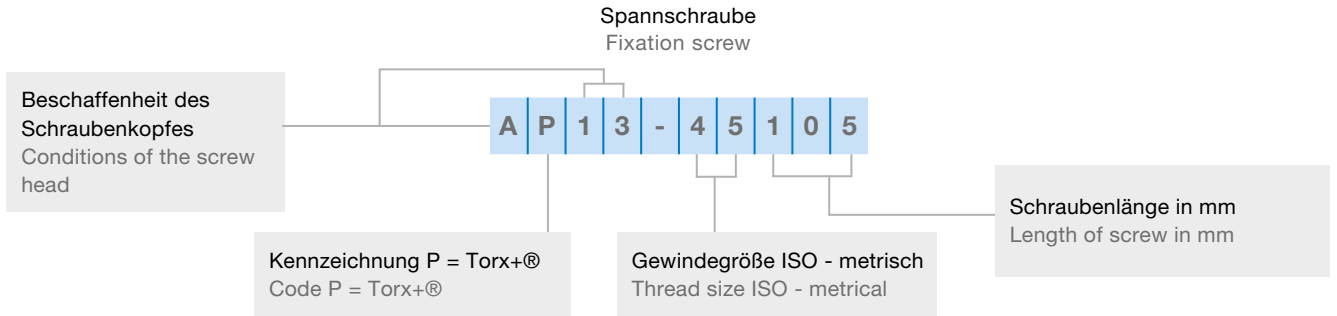 Spannschraube
Fixation screw
Beschaffenheit des
Schraubenkopfes
Conditions of the screw
head
A P 1 3 - 4 5 1 0 5
Schraubenlänge in mm
Length of screw in mm
Kennzeichnung P = Torx+®
Code P = Torx+®
Gewindegröße ISO - metrisch
Thread size ISO - metrical